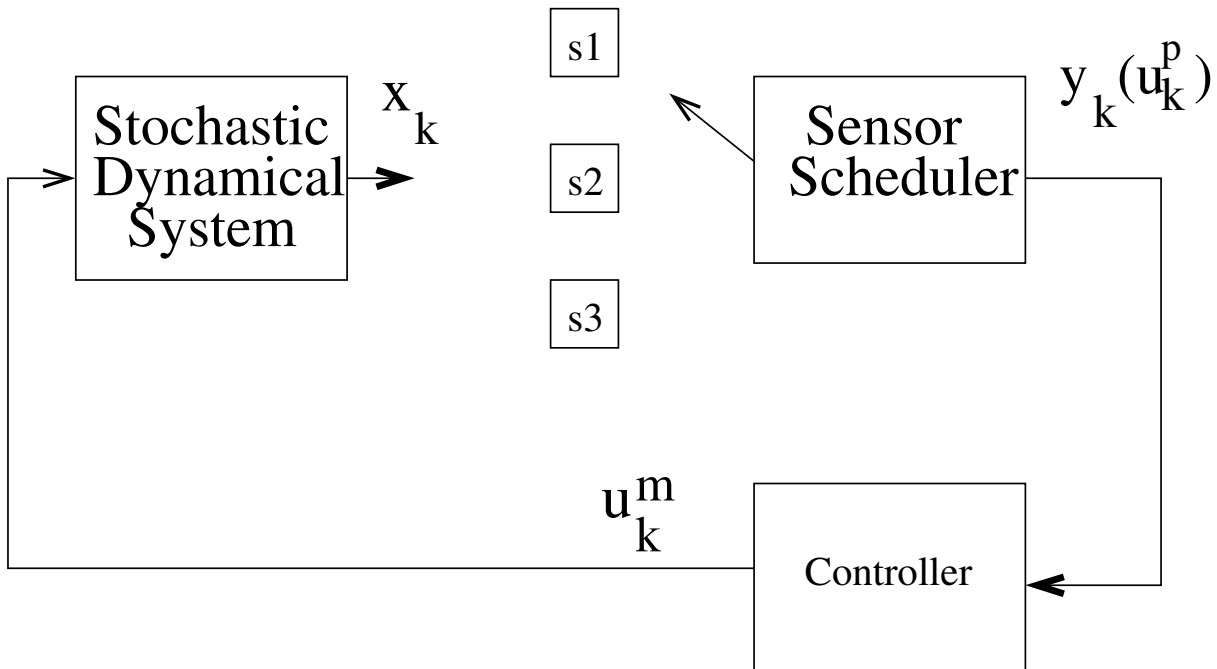 Stochastic
Dynamical
System
x_k
s1
s2
s3
Sensor
Scheduler
y_k(u_k^p)
u_k^m
Controller